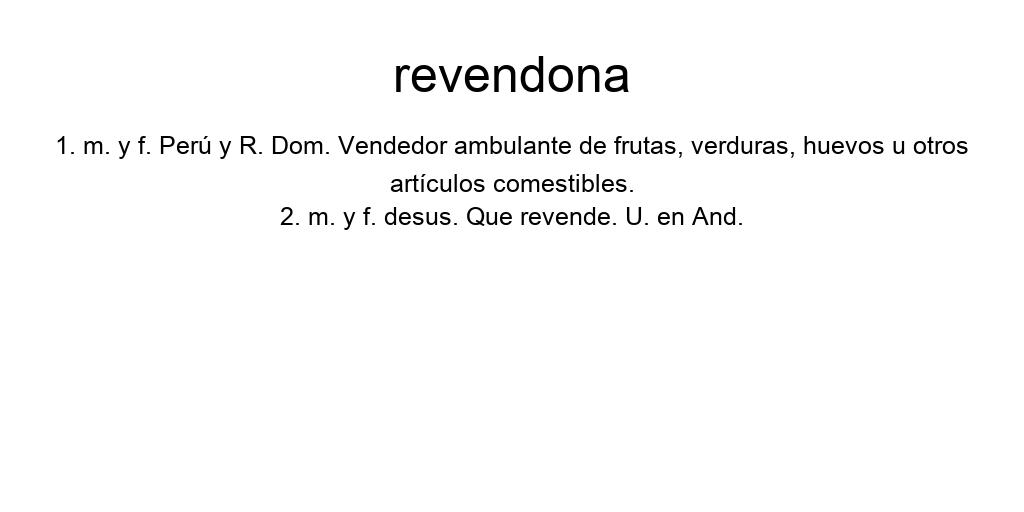 revendona
1. m. y f. Perú y R. Dom. Vendedor ambulante de frutas, verduras, huevos u otros
artículos comestibles.
2. m. y f. desus. Que revende. U. en And.